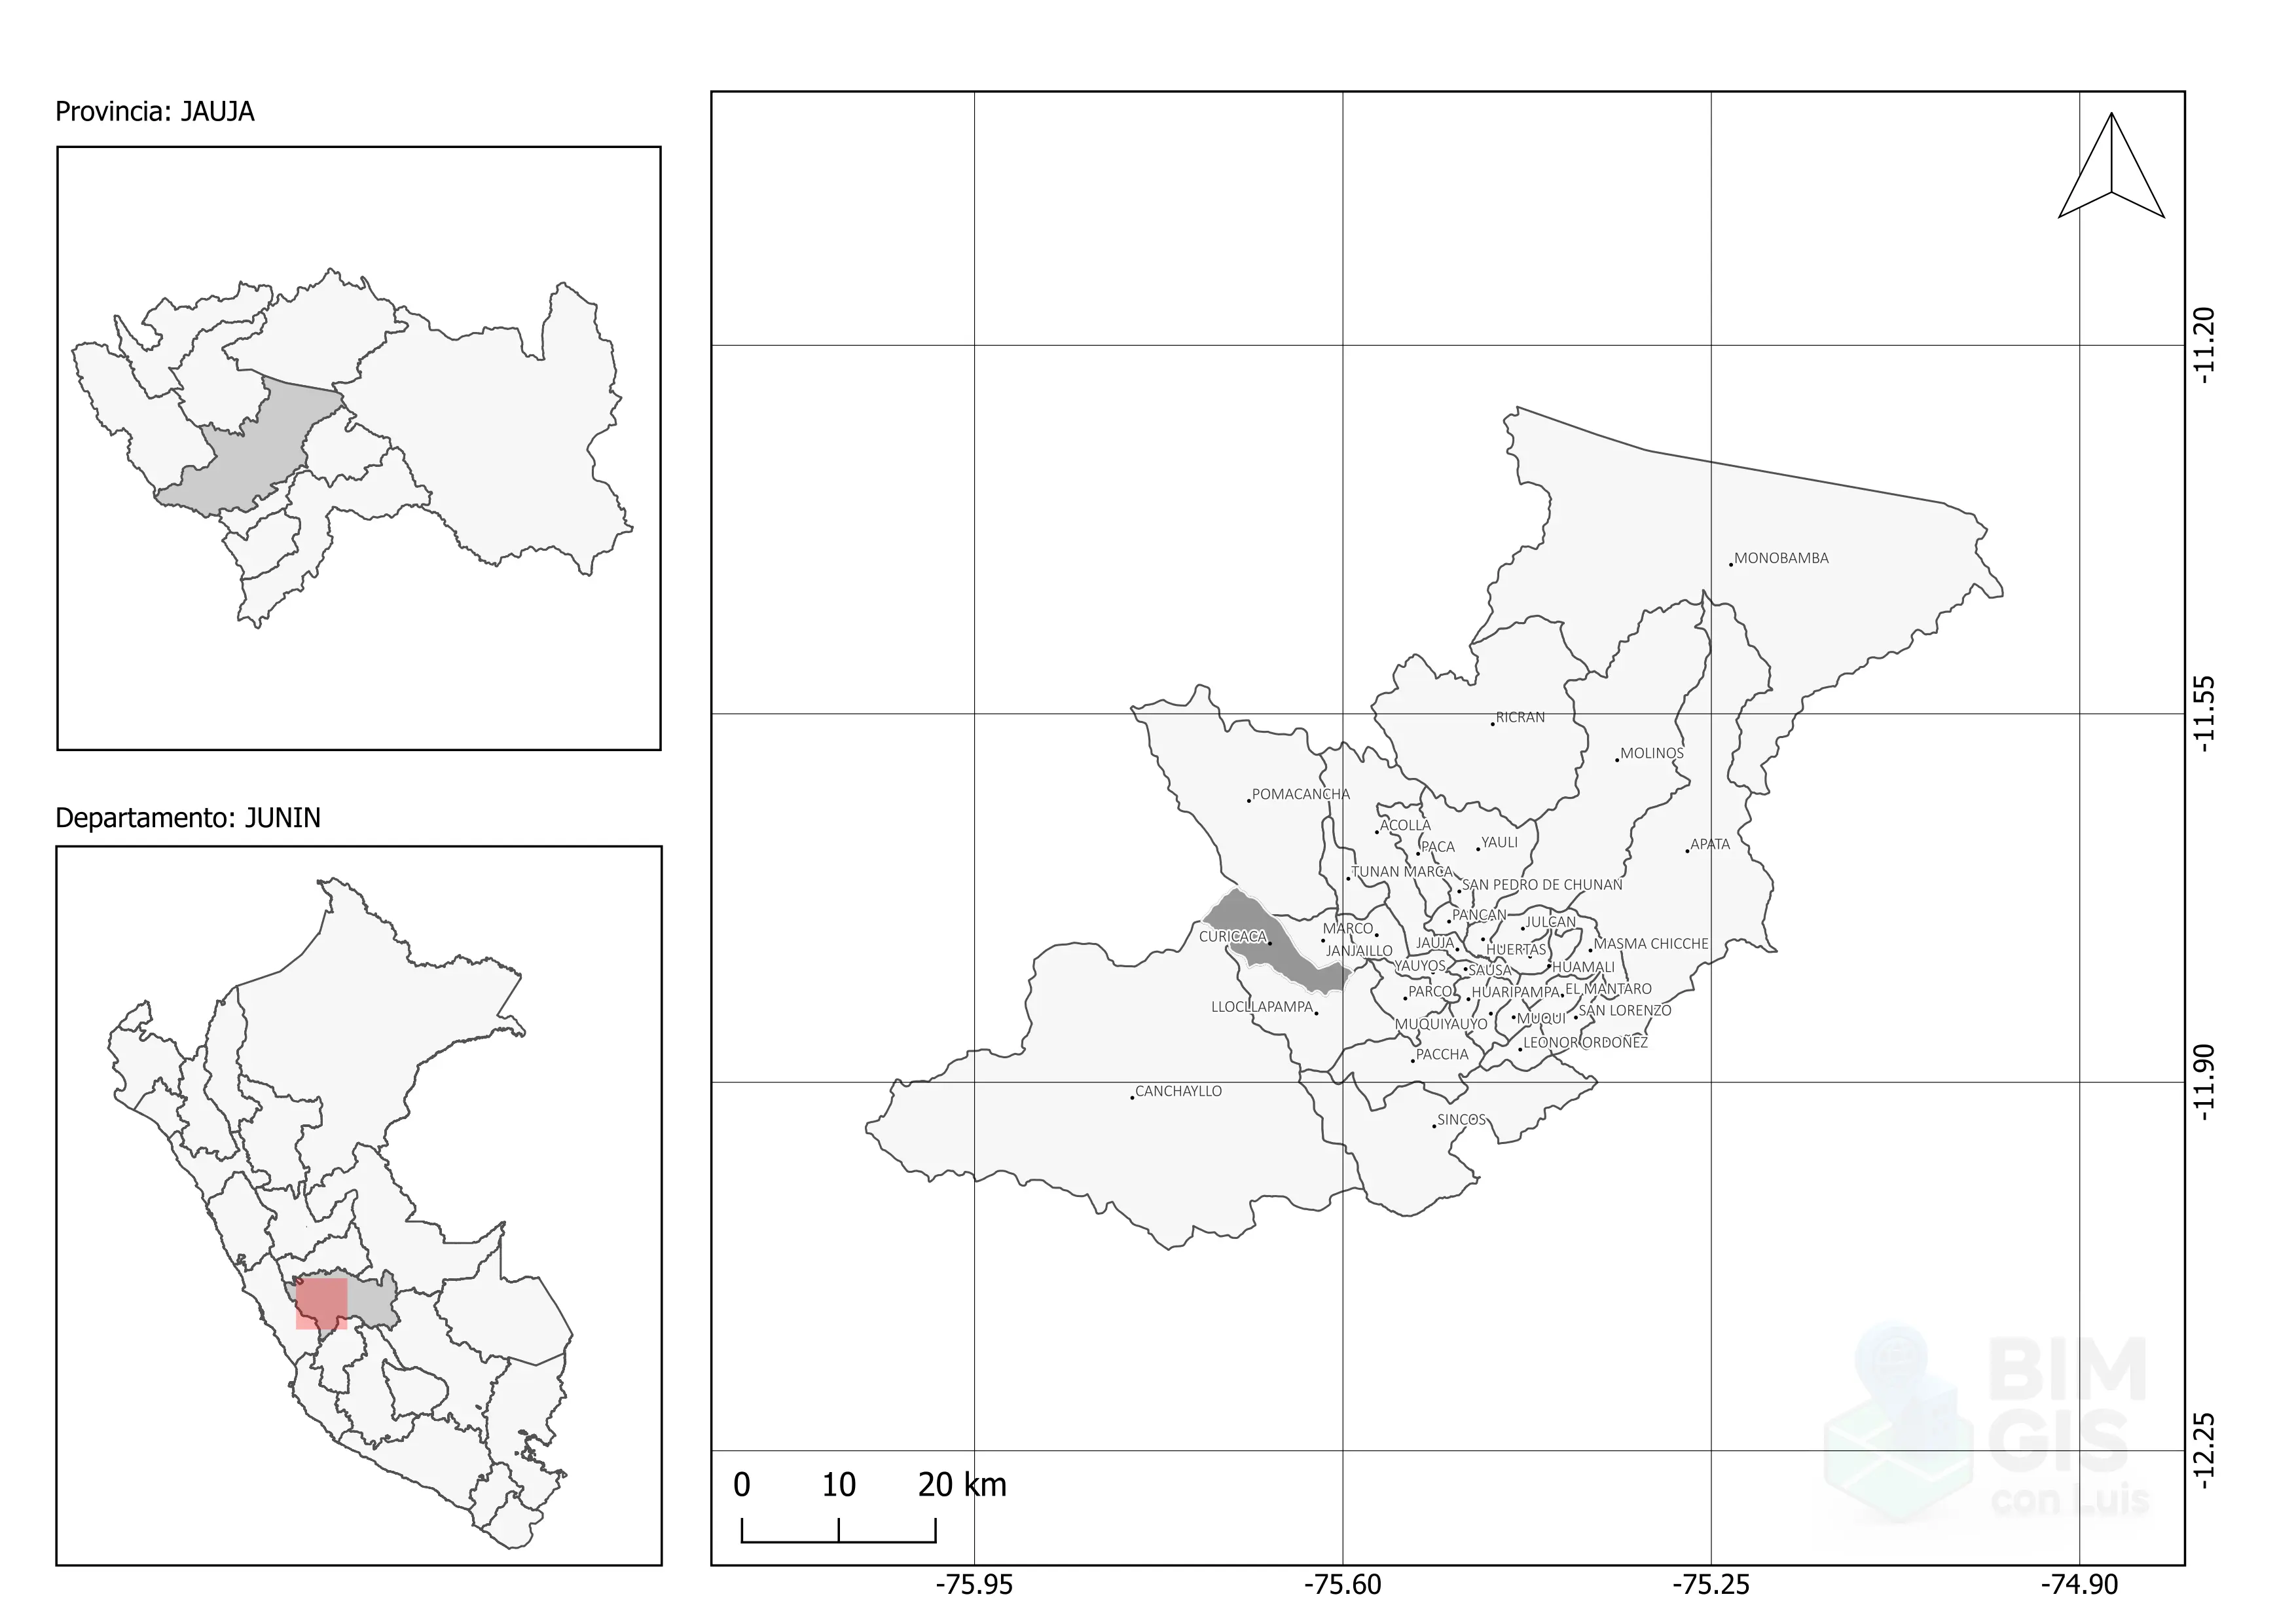 Provincia: JAUJA
Departamento: JUNIN
MONOBAMBA
RICRAN
MOLINOS
POMACANCHA
ACOLLA
PACA
YAULI
APATA
TUNAN MARCA
SAN PEDRO DE CHUNAN
PANCAN
JULCAN
MARCO
CURICACA
JANJAILLO
JAUJA
HUERTAS
MASMA CHICCHE
YAUYOS
SAUSA
HUAMALI
PARCO
HUARIPAMPA
EL MANTARO
LLOCLLAPAMPA
SAN LORENZO
MUQUIYAUYO
MUQUI
LEONOR ORDOÑEZ
PACCHA
CANCHAYLLO
SINCOS
-11.20
-11.55
-11.90
-12.25
0 10 20 km
-75.95 -75.60 -75.25 -74.90
BIM
GIS
con Luis